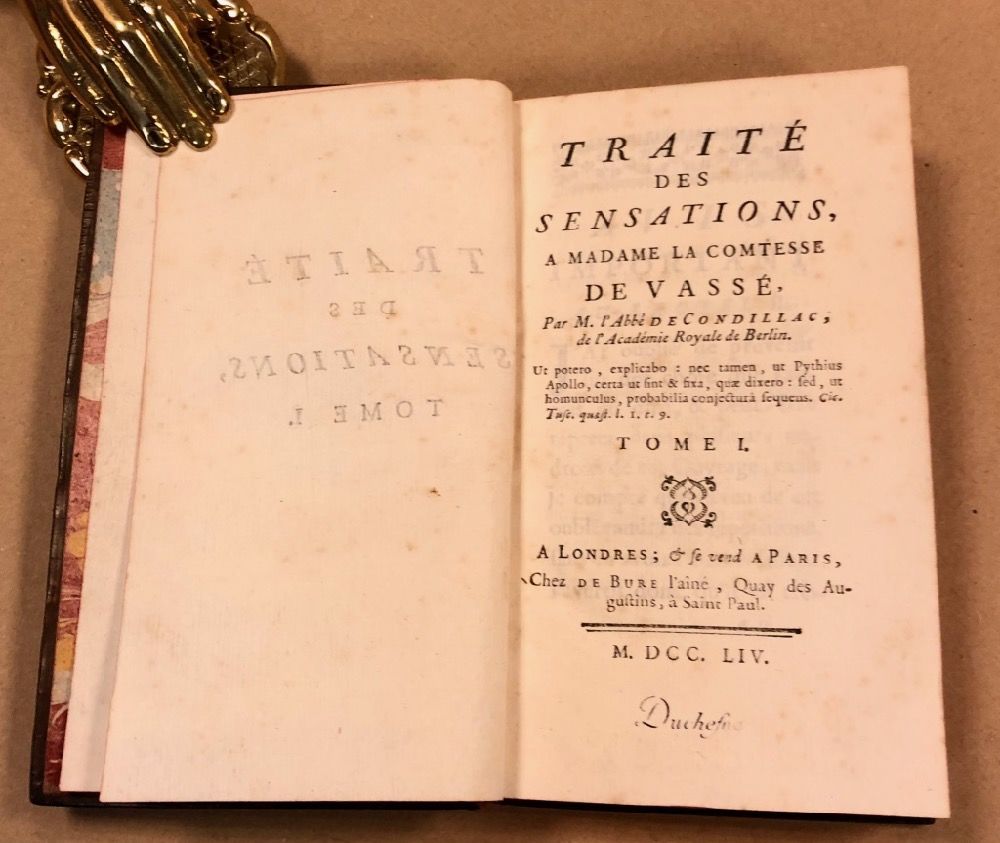 TRAITÉ
DES
SENSATIONS,
TOME I.
TRAITÉ
DES
SENSATIONS,
A MADAME LA COMTESSE
DE VASSÉ,
Par M. l'Abbé DE CONDILLAC,
de l'Académie Royale de Berlin.
Ut potero, explicabo : nec tamen, ut Pythius
Apollo, certa ut ſint & fixa, quæ dixero : ſed, ut
homunculus, probabilia conjecturâ ſequens. Cic.
Tuſc. quæſt. l. 1. c. 9.
TOME I.
A LONDRES; & ſe vend A PARIS,
Chez DE BURE l'aîné, Quay des Au-
guſtins, à Saint Paul.
M. DCC. LIV.
Ducheſne